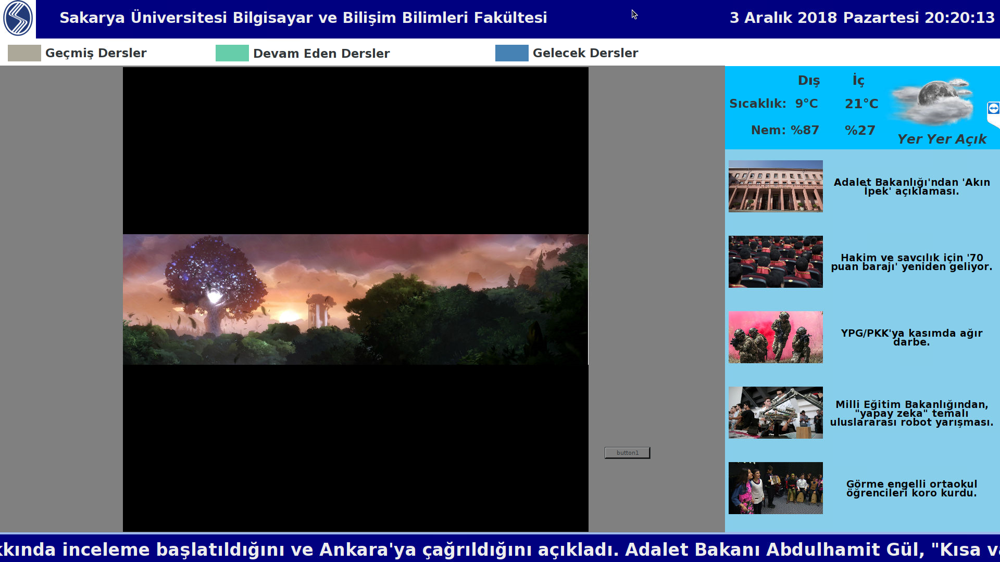 Sakarya Üniversitesi Bilgisayar ve Bilişim Bilimleri Fakültesi
3 Aralık 2018 Pazartesi 20:20:13
Geçmiş Dersler
Devam Eden Dersler
Gelecek Dersler
Dış İç
Sıcaklık: 9°C 21°C
Nem: %87 %27
Yer Yer Açık
Adalet Bakanlığı'ndan 'Akın
İpek' açıklaması.
Hakim ve savcılık için '70
puan barajı' yeniden geliyor.
YPG/PKK'ya kasımda ağır
darbe.
Milli Eğitim Bakanlığından,
"yapay zeka" temalı
uluslararası robot yarışması.
button1
Görme engelli ortaokul
öğrencileri koro kurdu.
kkında inceleme başlatıldığını ve Ankara'ya çağrıldığını açıkladı. Adalet Bakanı Abdulhamit Gül, "Kısa va